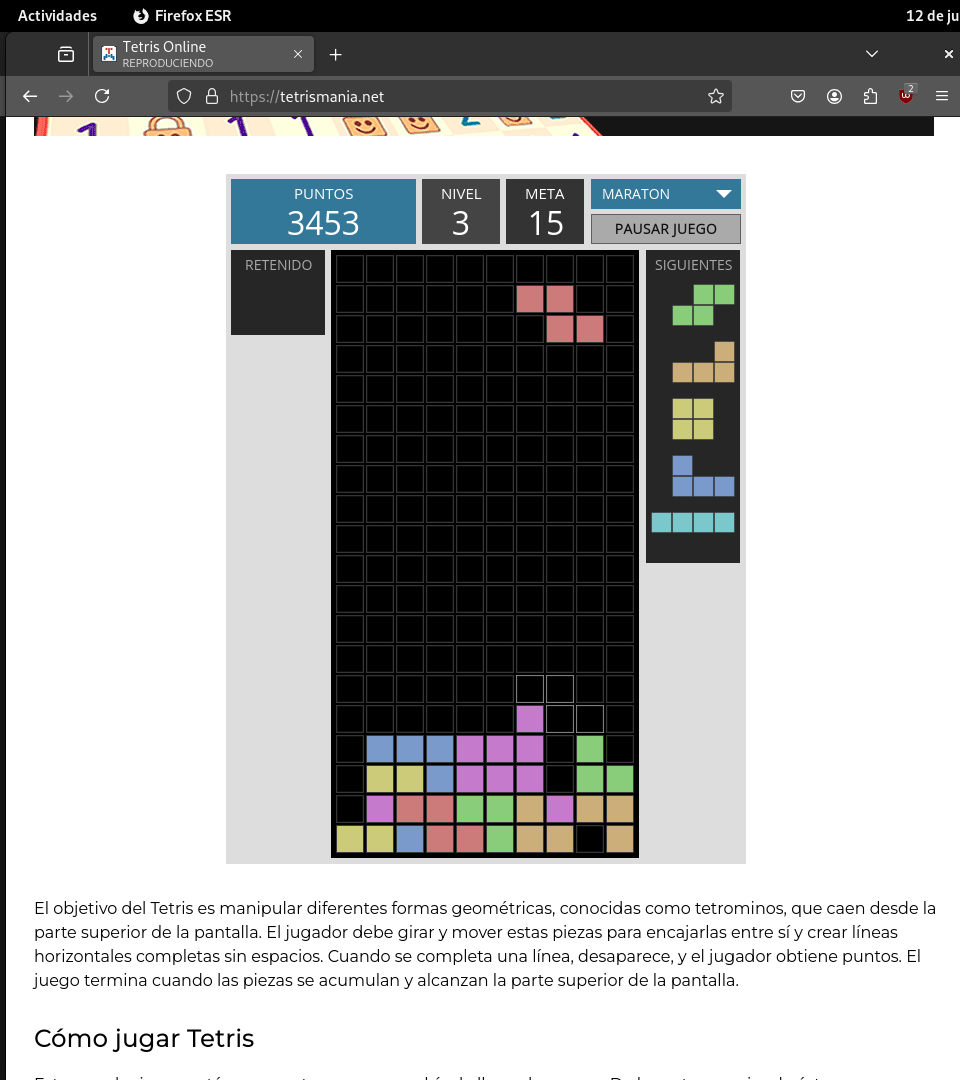 Actividades
Firefox ESR
12 de ju
Tetris Online
REPRODUCIENDO
https://tetrismania.net
2
PUNTOS
3453
NIVEL
3
META
15
MARATON
PAUSAR JUEGO
RETENIDO
SIGUIENTES
El objetivo del Tetris es manipular diferentes formas geométricas, conocidas como tetrominos, que caen desde la
parte superior de la pantalla. El jugador debe girar y mover estas piezas para encajarlas entre sí y crear líneas
horizontales completas sin espacios. Cuando se completa una línea, desaparece, y el jugador obtiene puntos. El
juego termina cuando las piezas se acumulan y alcanzan la parte superior de la pantalla.
Cómo jugar Tetris